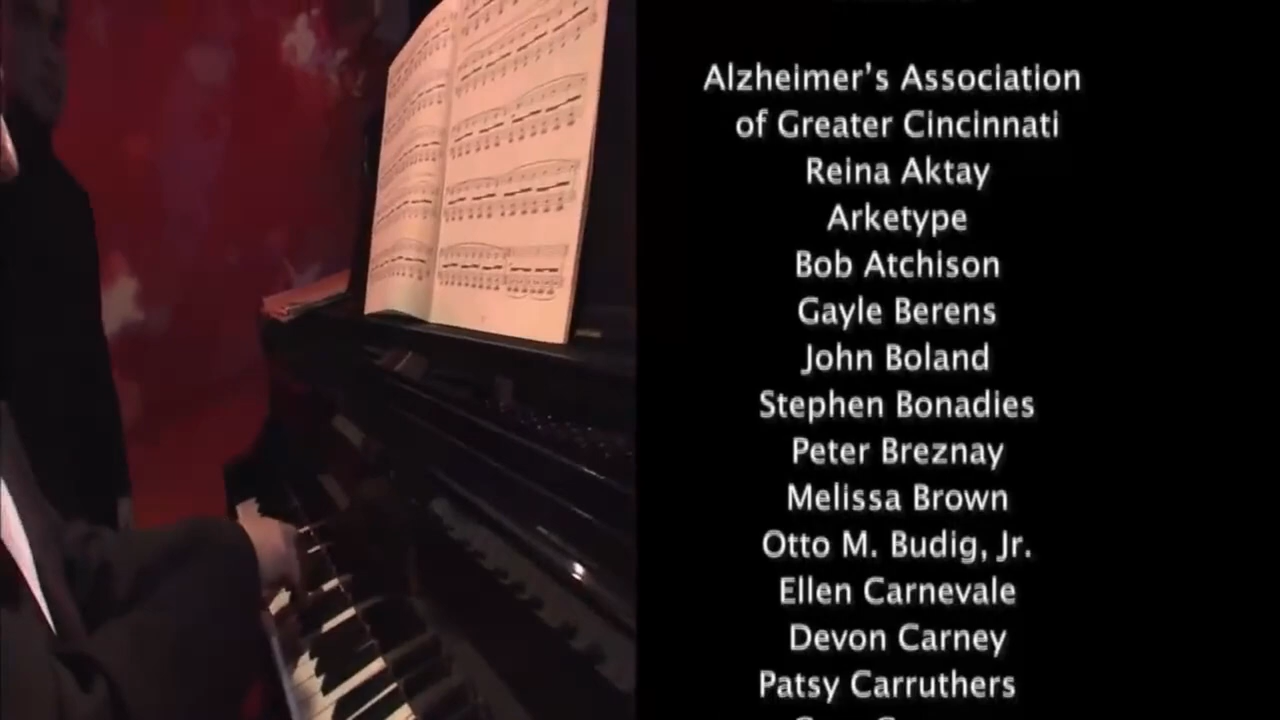 Alzheimer's Association
of Greater Cincinnati
Reina Aktay
Arketype
Bob Atchison
Gayle Berens
John Boland
Stephen Bonadies
Peter Breznay
Melissa Brown
Otto M. Budig, Jr.
Ellen Carnevale
Devon Carney
Patsy Carruthers